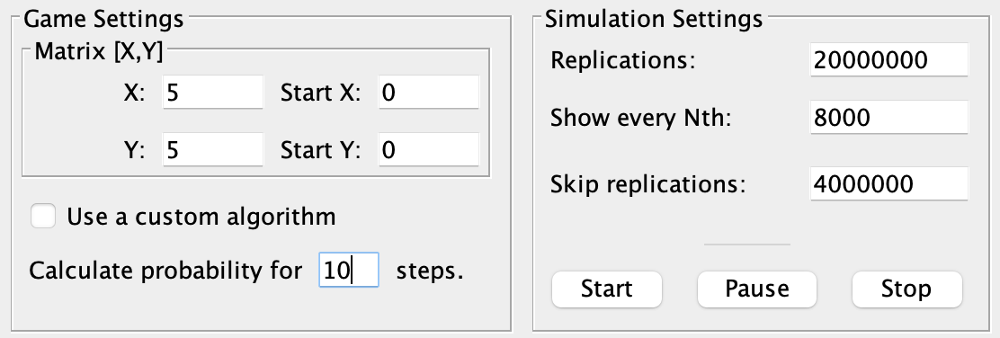 Game Settings
Matrix [X,Y]
X: 5 Start X: 0
Y: 5 Start Y: 0
Use a custom algorithm
Calculate probability for 10 steps.
Simulation Settings
Replications: 20000000
Show every Nth: 8000
Skip replications: 4000000
Start Pause Stop